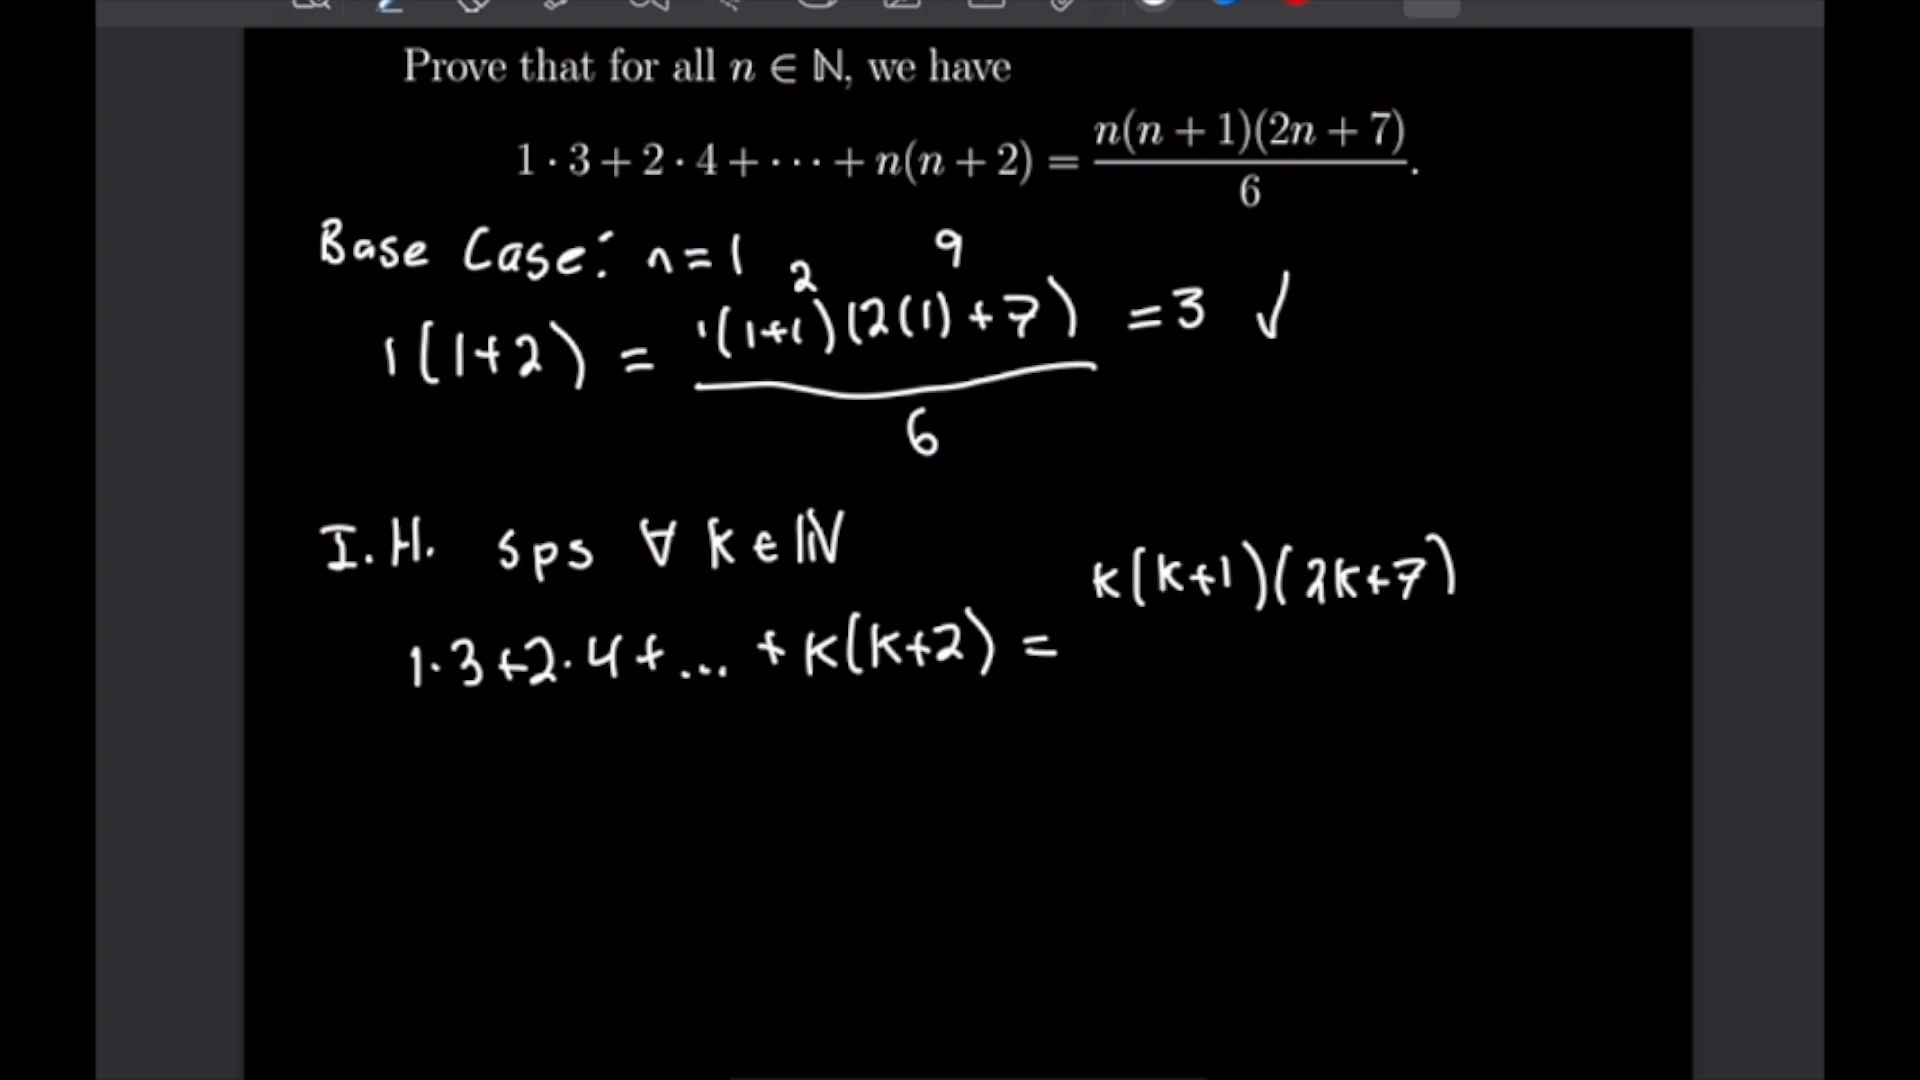 Prove that for all n ∈ ℕ, we have
1 · 3 + 2 · 4 + · · · + n(n + 2) = n(n + 1)(2n + 7) / 6 .
Base Case: n=1
2 9
1(1+2) = 1(1+1)(2(1)+7) / 6 = 3 ✓
I.H. sps ∀ k ∈ ℕ
1·3+2·4+... + k(k+2) = k(k+1)(2k+7)